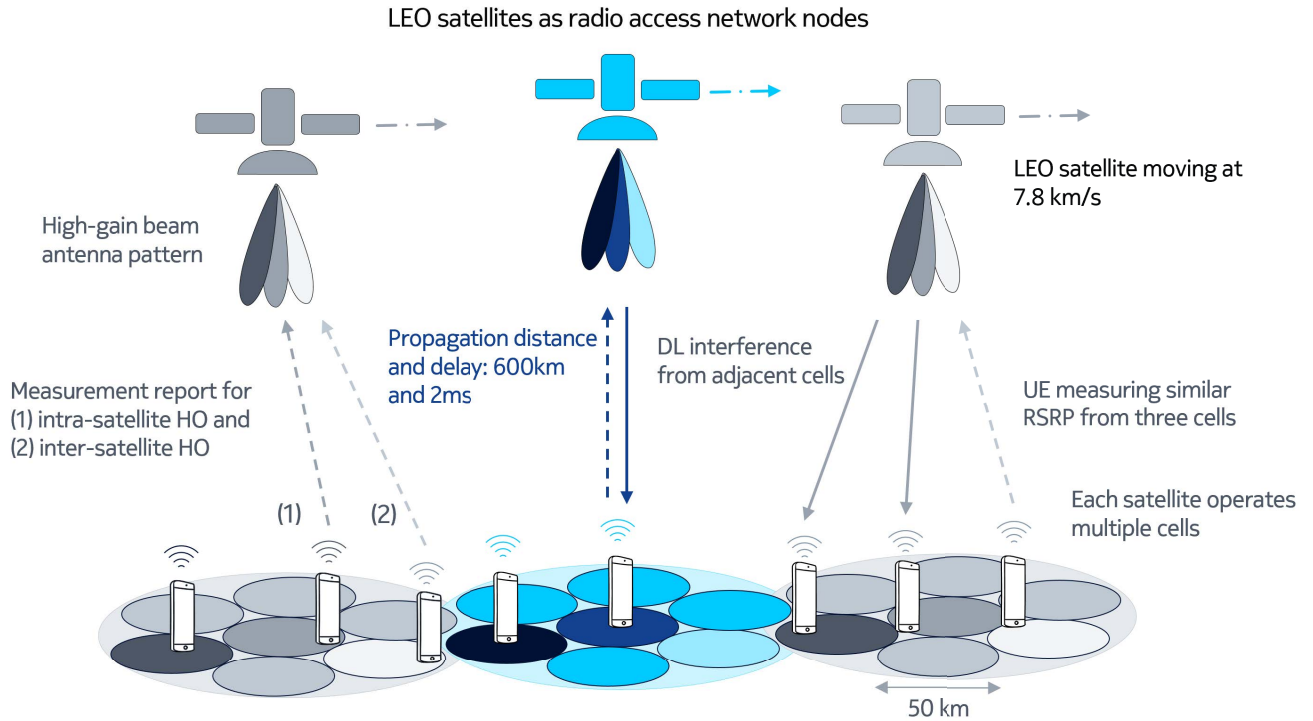 LEO satellites as radio access network nodes
LEO satellite moving at
7.8 km/s
High-gain beam
antenna pattern
Propagation distance
and delay: 600km
and 2ms
DL interference
from adjacent cells
Measurement report for
(1) intra-satellite HO and
(2) inter-satellite HO
UE measuring similar
RSRP from three cells
(1)
(2)
Each satellite operates
multiple cells
50 km